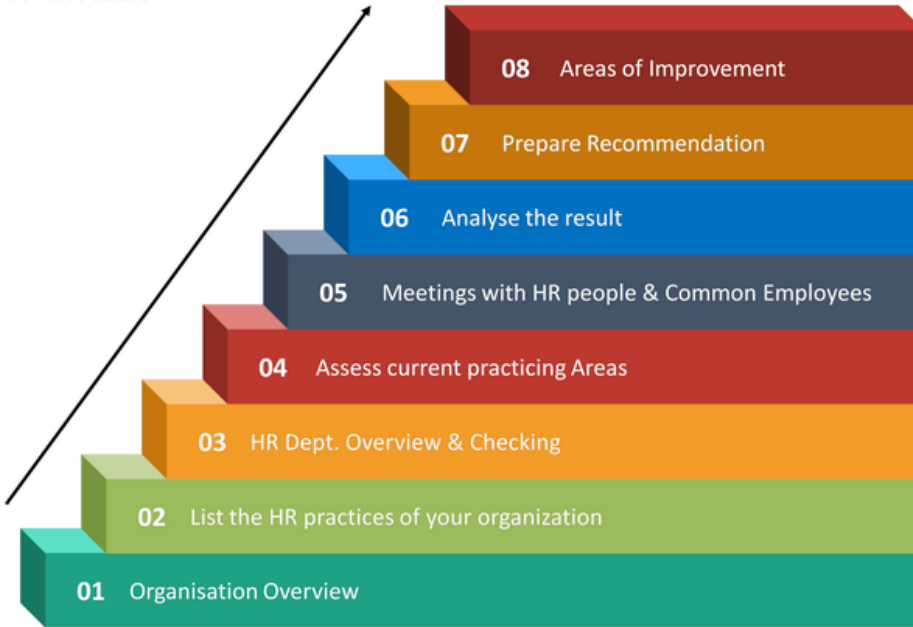 08 Areas of Improvement
07 Prepare Recommendation
06 Analyse the result
05 Meetings with HR people & Common Employees
04 Assess current practicing Areas
03 HR Dept. Overview & Checking
02 List the HR practices of your organization
01 Organisation Overview